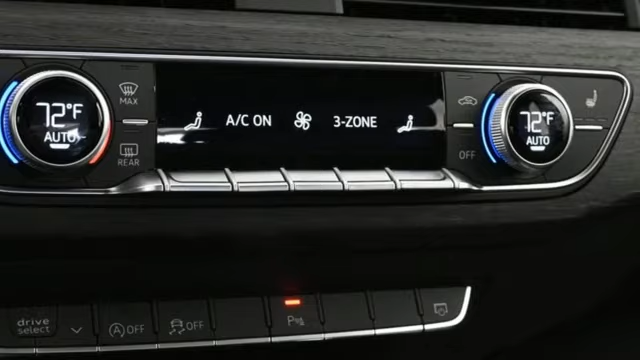 72°F
AUTO
MAX
REAR
A/C ON
3-ZONE
OFF
72°F
AUTO
drive
select
OFF
OFF
P